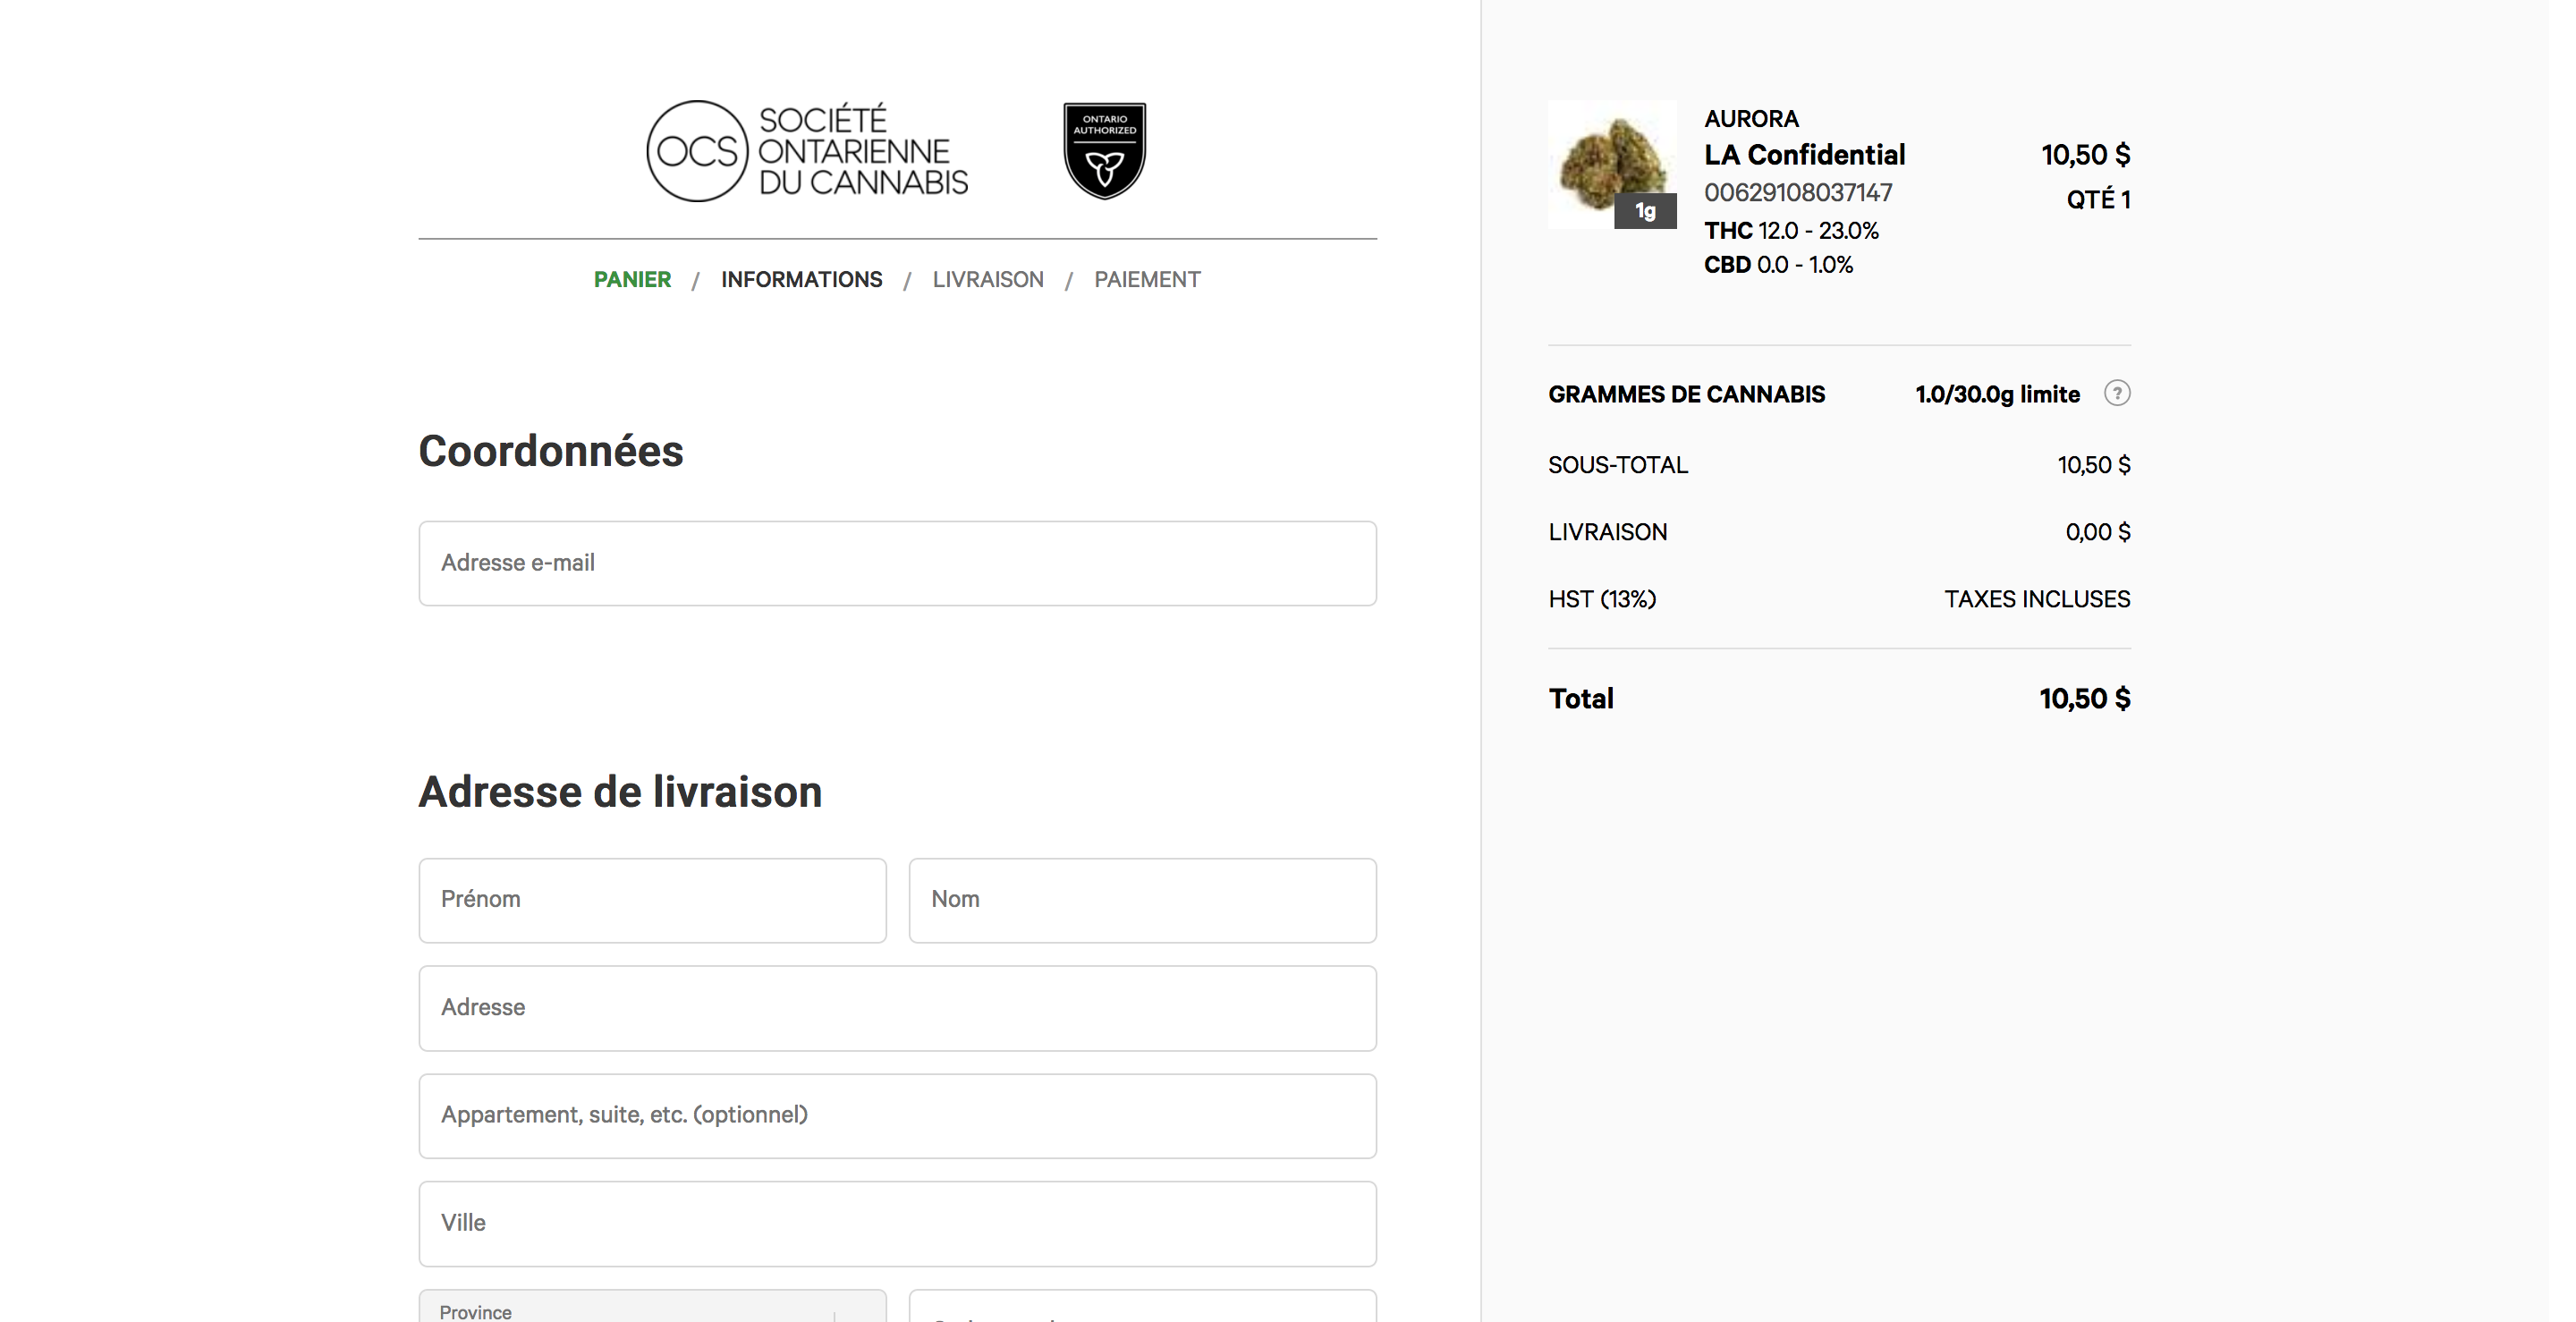 OCS
SOCIÉTÉ
ONTARIENNE
DU CANNABIS
ONTARIO
AUTHORIZED
PANIER / INFORMATIONS / LIVRAISON / PAIEMENT
Coordonnées
Adresse e-mail
Adresse de livraison
Prénom
Nom
Adresse
Appartement, suite, etc. (optionnel)
Ville
Province
1g
AURORA
LA Confidential
10,50 $
00629108037147
QTÉ 1
THC 12.0 - 23.0%
CBD 0.0 - 1.0%
GRAMMES DE CANNABIS 1.0/30.0g limite ?
SOUS-TOTAL 10,50 $
LIVRAISON 0,00 $
HST (13%) TAXES INCLUSES
Total 10,50 $